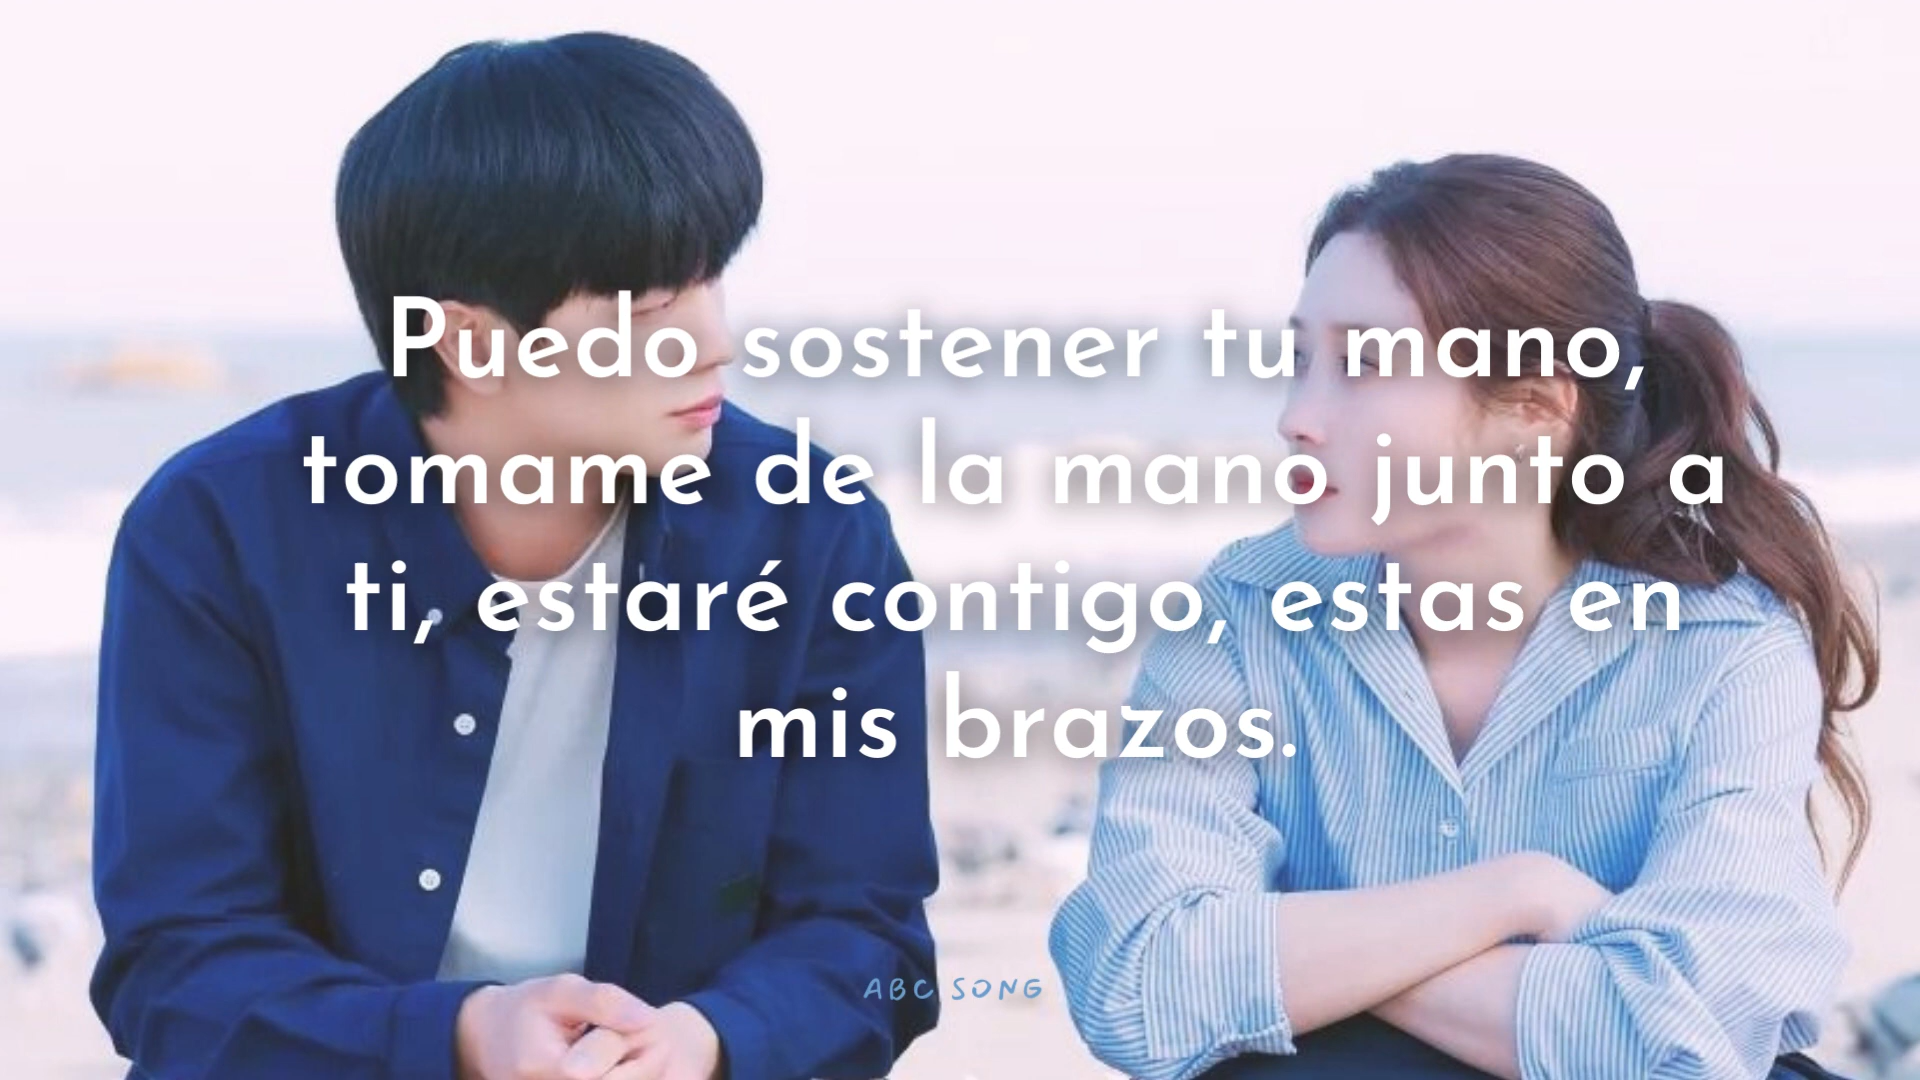 Puedo sostener tu mano,
tomame de la mano junto a
ti, estaré contigo, estas en
mis brazos.
ABC SONG